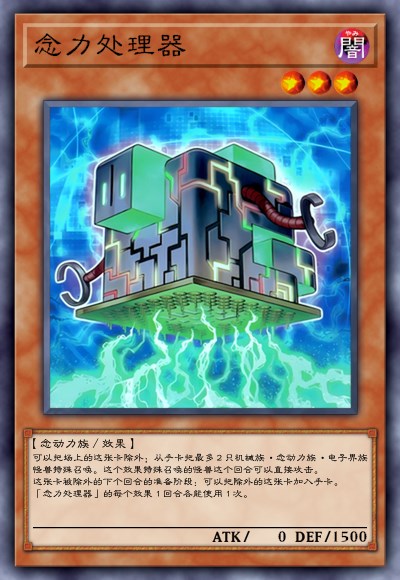 念力处理器
やみ
闇
【念动力族/效果】
可以把场上的这张卡除外；从手卡把最多2只机械族·念动力族·电子界族
怪兽特殊召唤。这个效果特殊召唤的怪兽这个回合可以直接攻击。
这张卡被除外的下个回合的准备阶段；可以把除外的这张卡加入手卡。
「念力处理器」的每个效果1回合各能使用1次。
ATK/ 0 DEF/1500